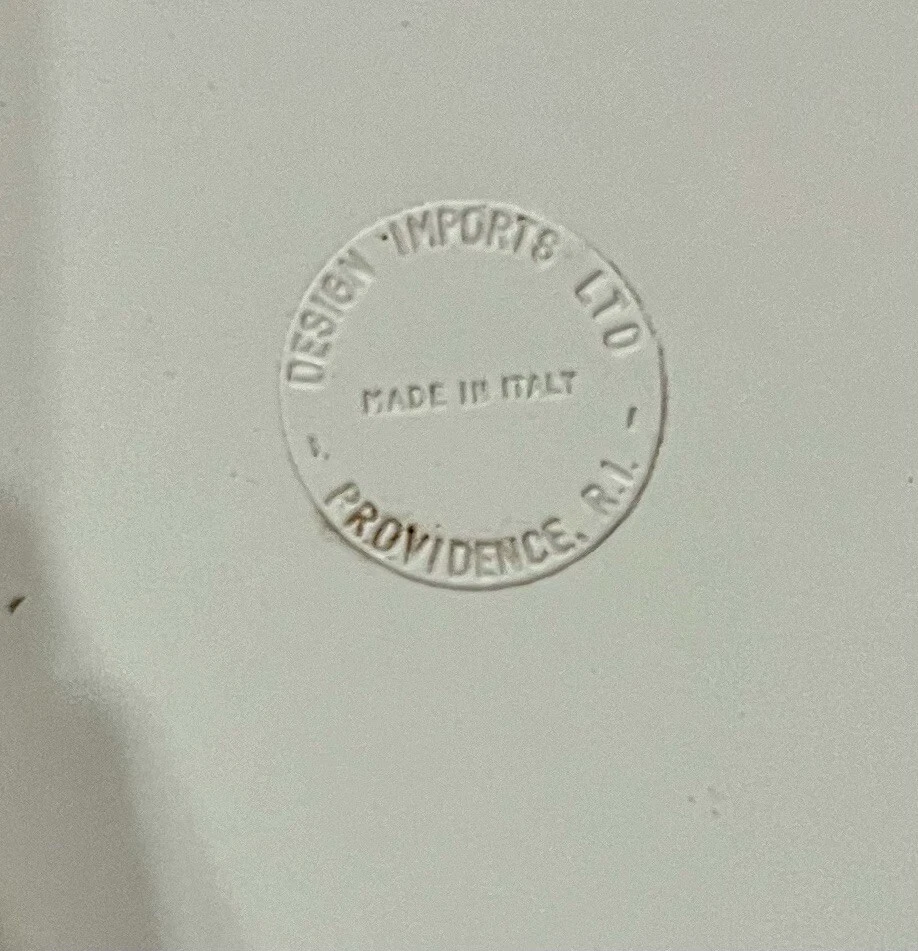 DESIGN IMPORTS LTD
MADE IN ITALY
- PROVIDENCE, R.I. -